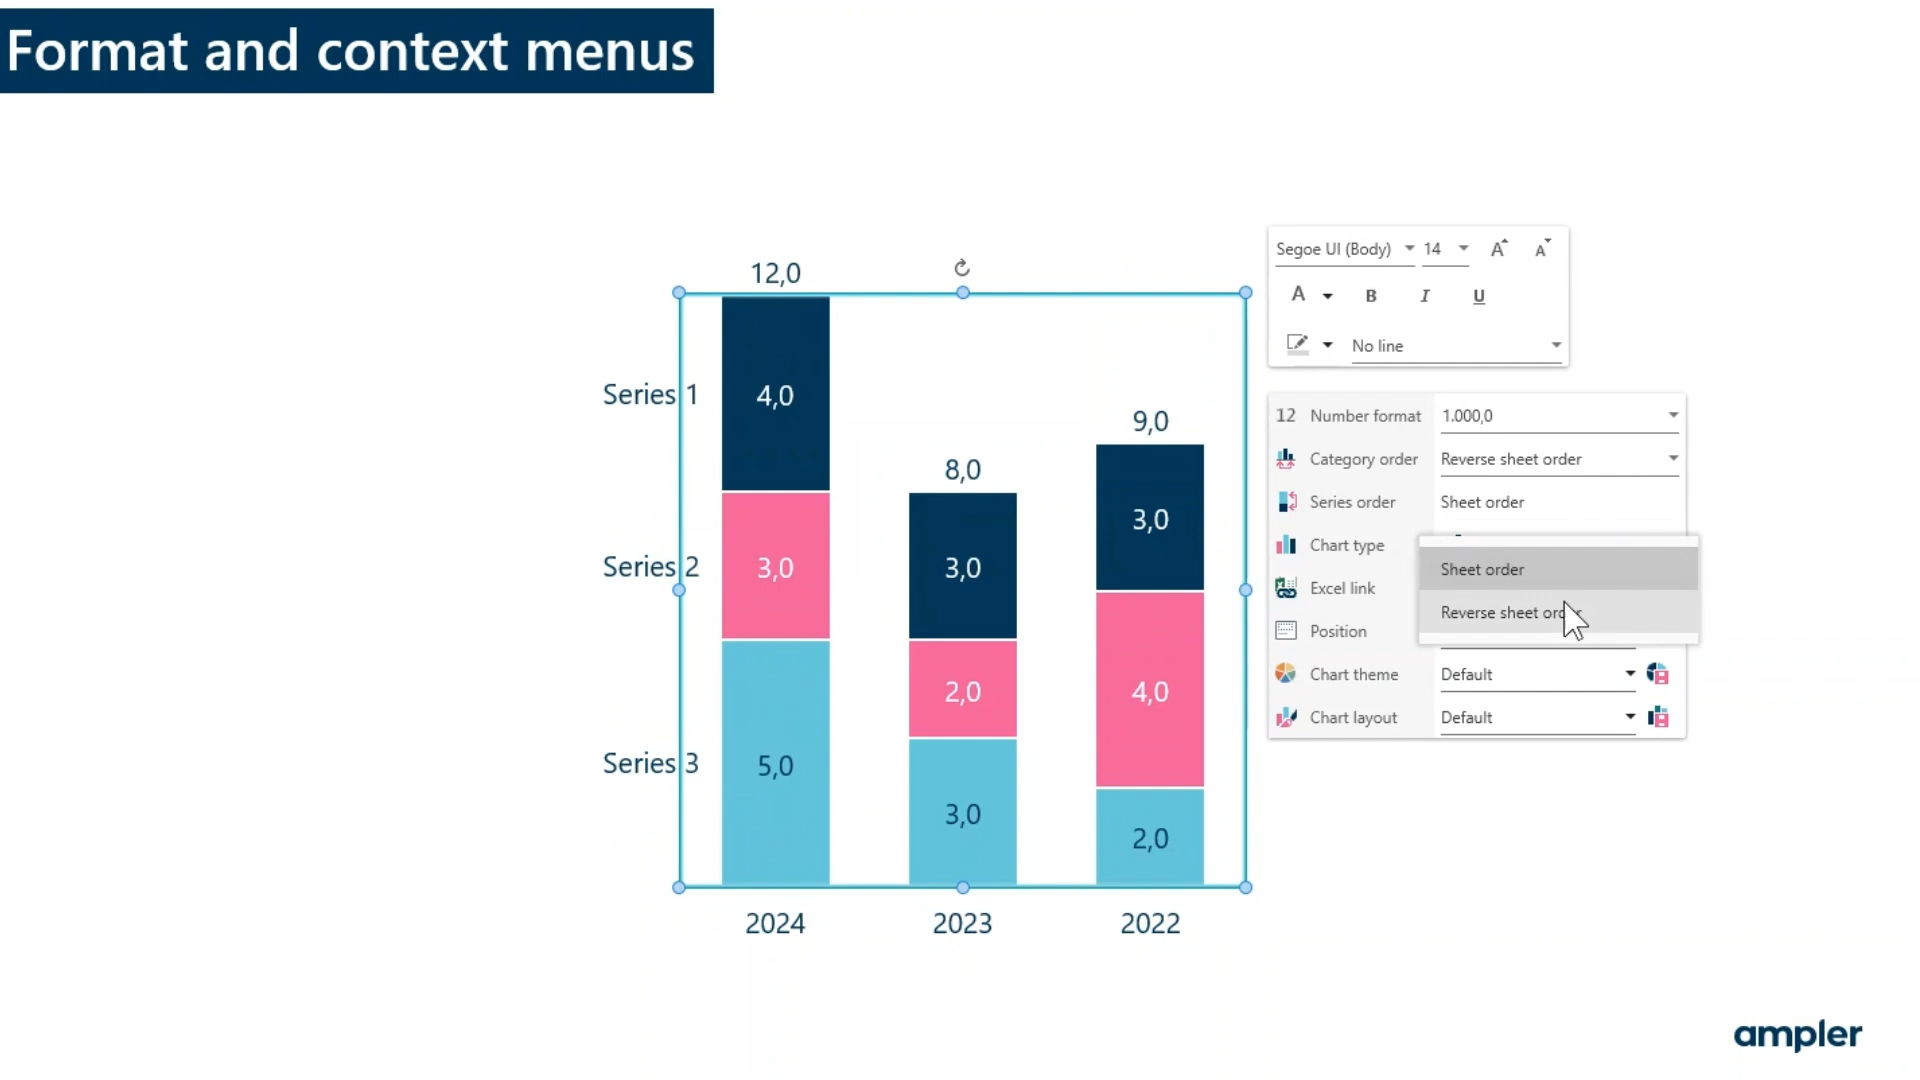 Format and context menus
12,0
Series 1
4,0
9,0
8,0
3,0
Series 2
3,0
3,0
2,0
4,0
Series 3
5,0
3,0
2,0
2024
2023
2022
Segoe UI (Body)
14
A
A
A
B
I
U
No line
12
Number format
1.000,0
Category order
Reverse sheet order
Series order
Sheet order
Chart type
Sheet order
Excel link
Reverse sheet order
Position
Chart theme
Default
Chart layout
Default
ampler